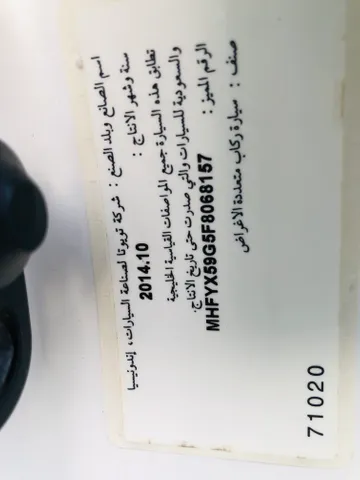 اسم الصانع وبلد الصنع : شركة تويوتا لصناعة السيارات، إندونيسيا
سنة وشهر الانتاج : 2014.10
تطابق هذه السيارة جميع المواصفات القياسية الخليجية
والسعودية للسيارات والتي صدرت حتى تاريخ الانتاج.
الرقم المميز : MHFYX59G5F8068157
صنف : سيارة ركاب متعددة الاغراض
71020